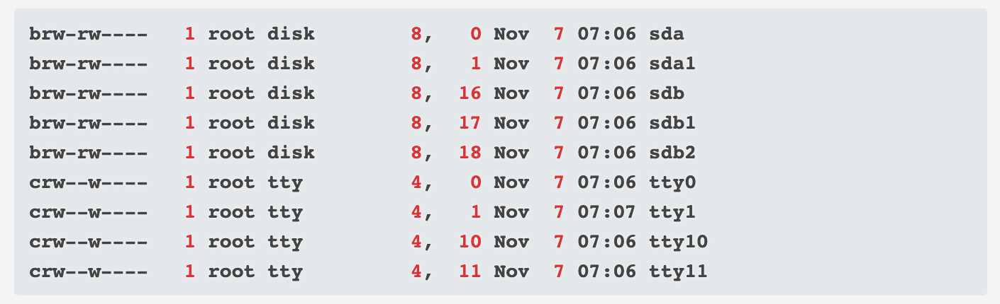 brw-rw----   1 root disk        8,   0 Nov  7 07:06 sda
brw-rw----   1 root disk        8,   1 Nov  7 07:06 sda1
brw-rw----   1 root disk        8,  16 Nov  7 07:06 sdb
brw-rw----   1 root disk        8,  17 Nov  7 07:06 sdb1
brw-rw----   1 root disk        8,  18 Nov  7 07:06 sdb2
crw--w----   1 root tty         4,   0 Nov  7 07:06 tty0
crw--w----   1 root tty         4,   1 Nov  7 07:07 tty1
crw--w----   1 root tty         4,  10 Nov  7 07:06 tty10
crw--w----   1 root tty         4,  11 Nov  7 07:06 tty11